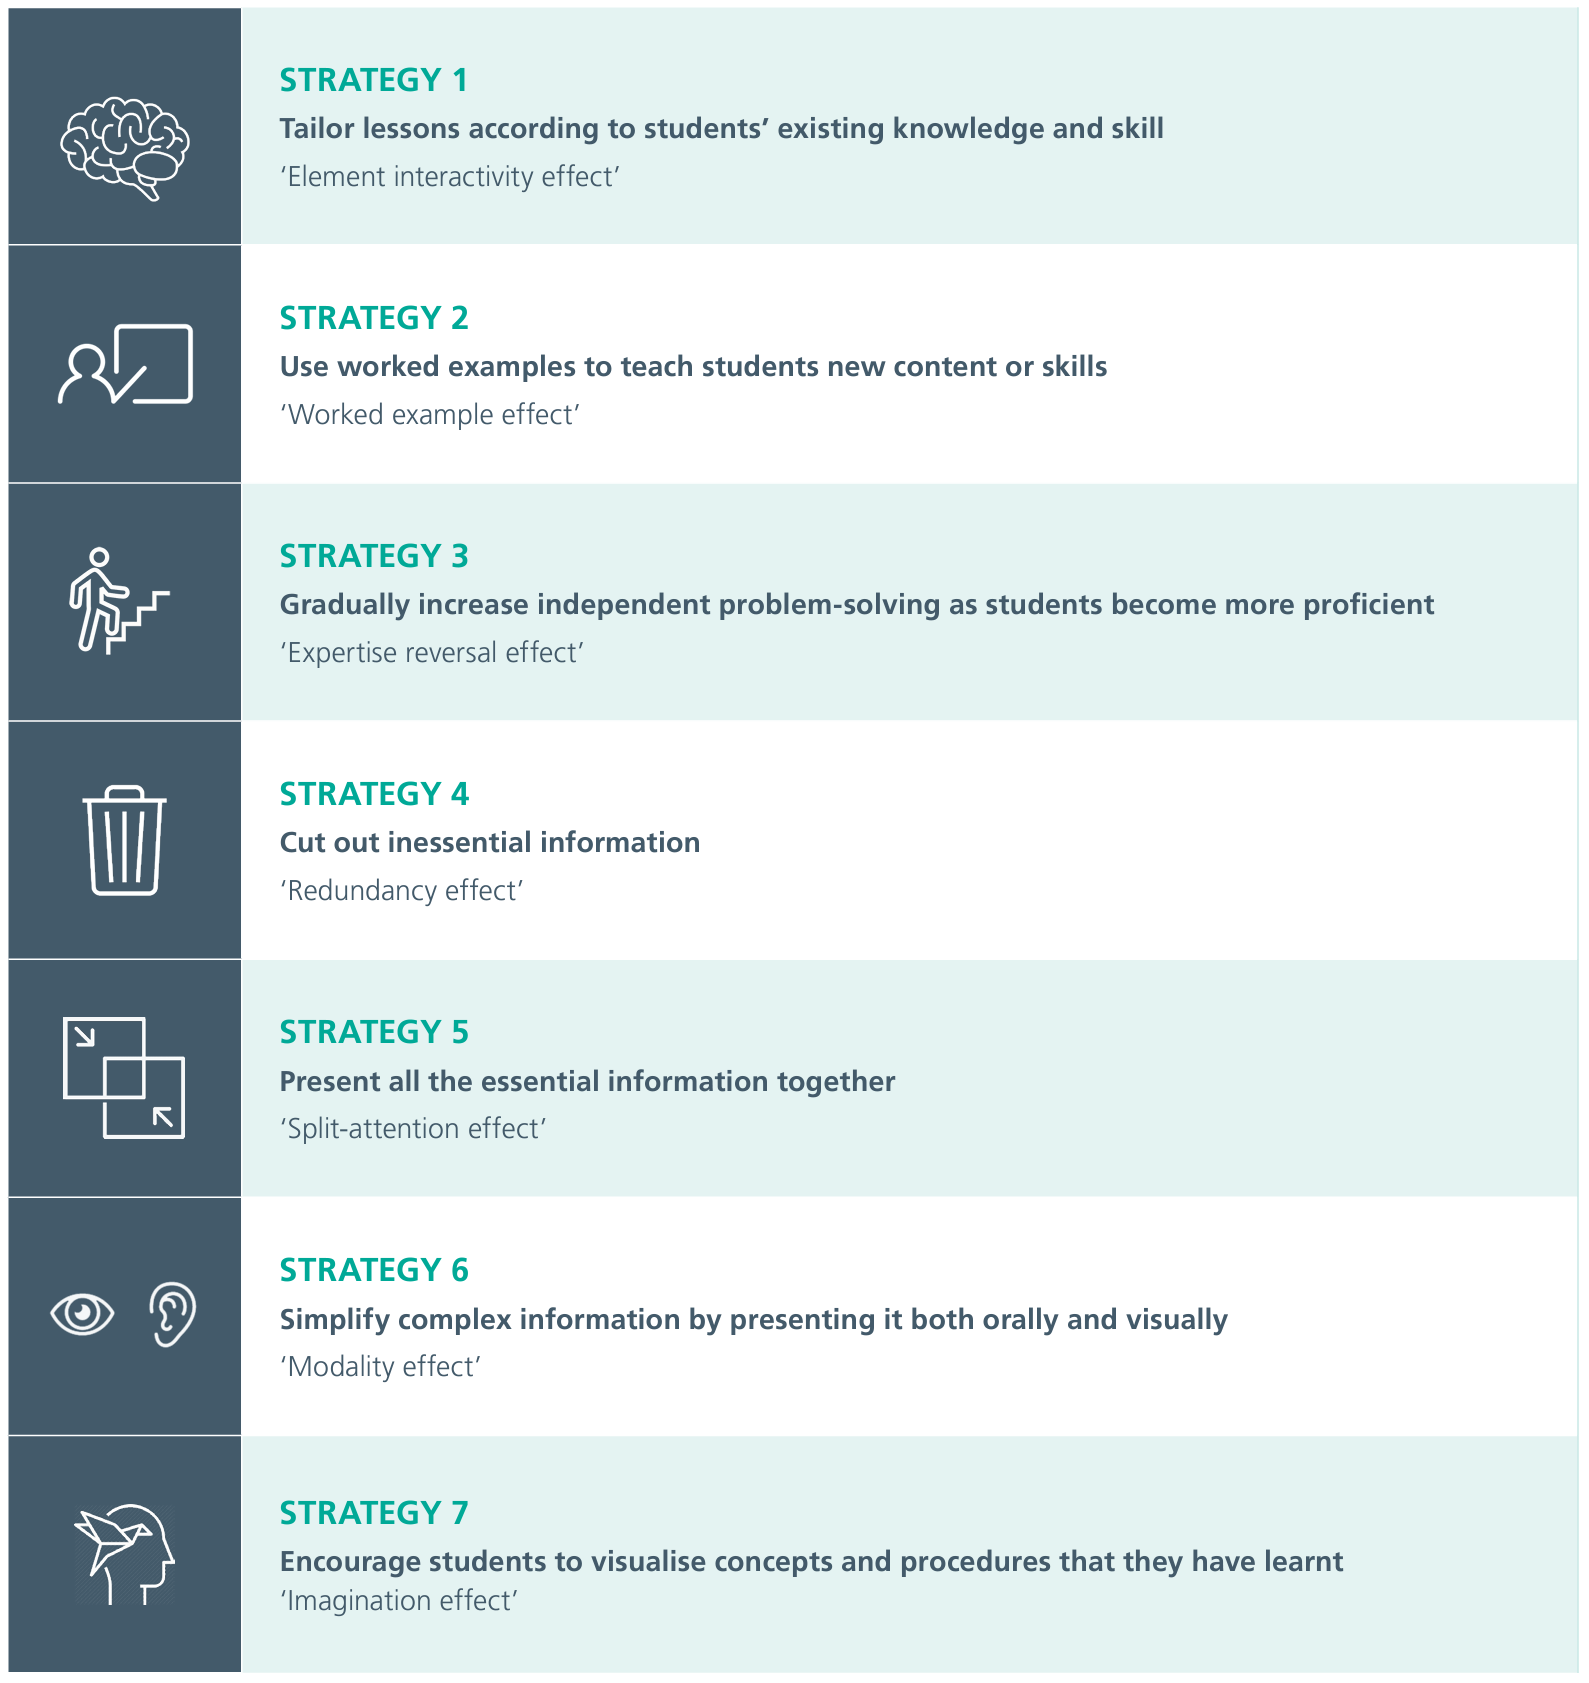 STRATEGY 1
Tailor lessons according to students’ existing knowledge and skill
‘Element interactivity effect’
STRATEGY 2
Use worked examples to teach students new content or skills
‘Worked example effect’
STRATEGY 3
Gradually increase independent problem-solving as students become more proficient
‘Expertise reversal effect’
STRATEGY 4
Cut out inessential information
‘Redundancy effect’
STRATEGY 5
Present all the essential information together
‘Split-attention effect’
STRATEGY 6
Simplify complex information by presenting it both orally and visually
‘Modality effect’
STRATEGY 7
Encourage students to visualise concepts and procedures that they have learnt
‘Imagination effect’